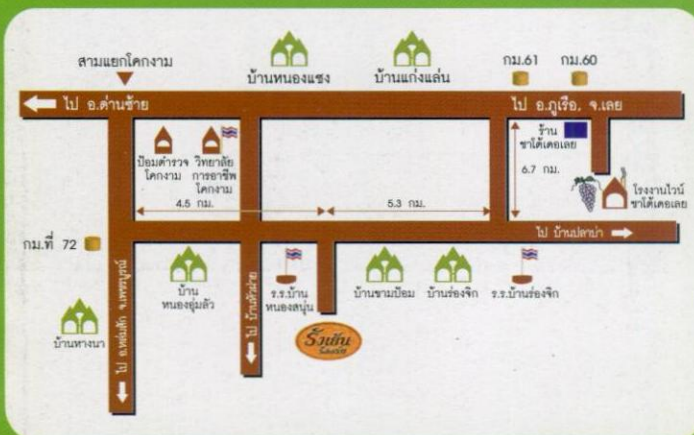 สามแยกโคกงาม
บ้านหนองแซง
บ้านแก่งแล่น
กม.61
กม.60
ไป อ.ด่านซ้าย
ไป อ.ภูเรือ, จ.เลย
ป้อมตำรวจ
โคกงาม
วิทยาลัย
การอาชีพ
โคกงาม
ร้าน
ชาโต้เดอเลย
6.7 กม.
โรงงานไวน์
ชาโต้เดอเลย
4.5 กม.
5.3 กม.
กม.ที่ 72
ไป บ้านปลาบ่า
บ้าน
หนองอุ่มลัว
ร.ร.บ้าน
หนองสนุ่น
บ้านขามป้อม
บ้านร่องจิก
ร.ร.บ้านร่องจิก
บ้านหางนา
ไป อ.หล่มสัก จ.เพชรบูรณ์
ไป บ้านหัวฝาย
ริ้วเย็น